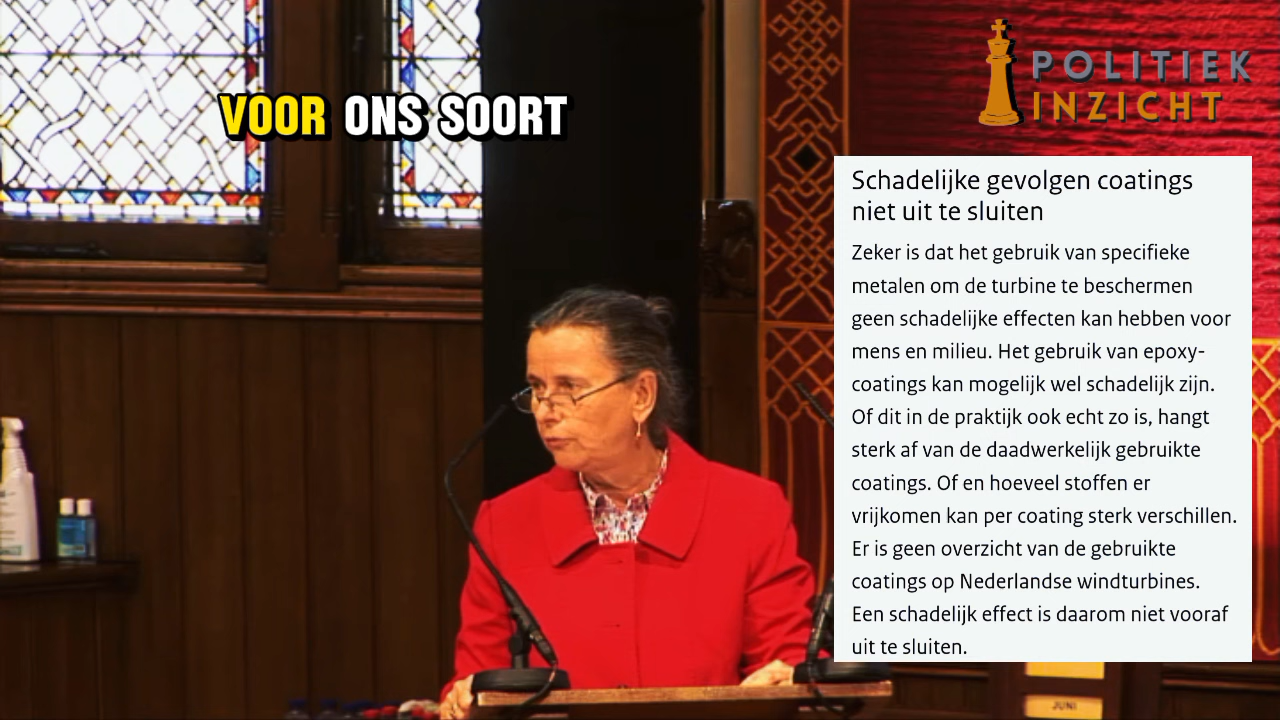 VOOR ONS SOORT
POLITIEK
INZICHT
Schadelijke gevolgen coatings
niet uit te sluiten
Zeker is dat het gebruik van specifieke
metalen om de turbine te beschermen
geen schadelijke effecten kan hebben voor
mens en milieu. Het gebruik van epoxy-
coatings kan mogelijk wel schadelijk zijn.
Of dit in de praktijk ook echt zo is, hangt
sterk af van de daadwerkelijk gebruikte
coatings. Of en hoeveel stoffen er
vrijkomen kan per coating sterk verschillen.
Er is geen overzicht van de gebruikte
coatings op Nederlandse windturbines.
Een schadelijk effect is daarom niet vooraf
uit te sluiten.
JUNI